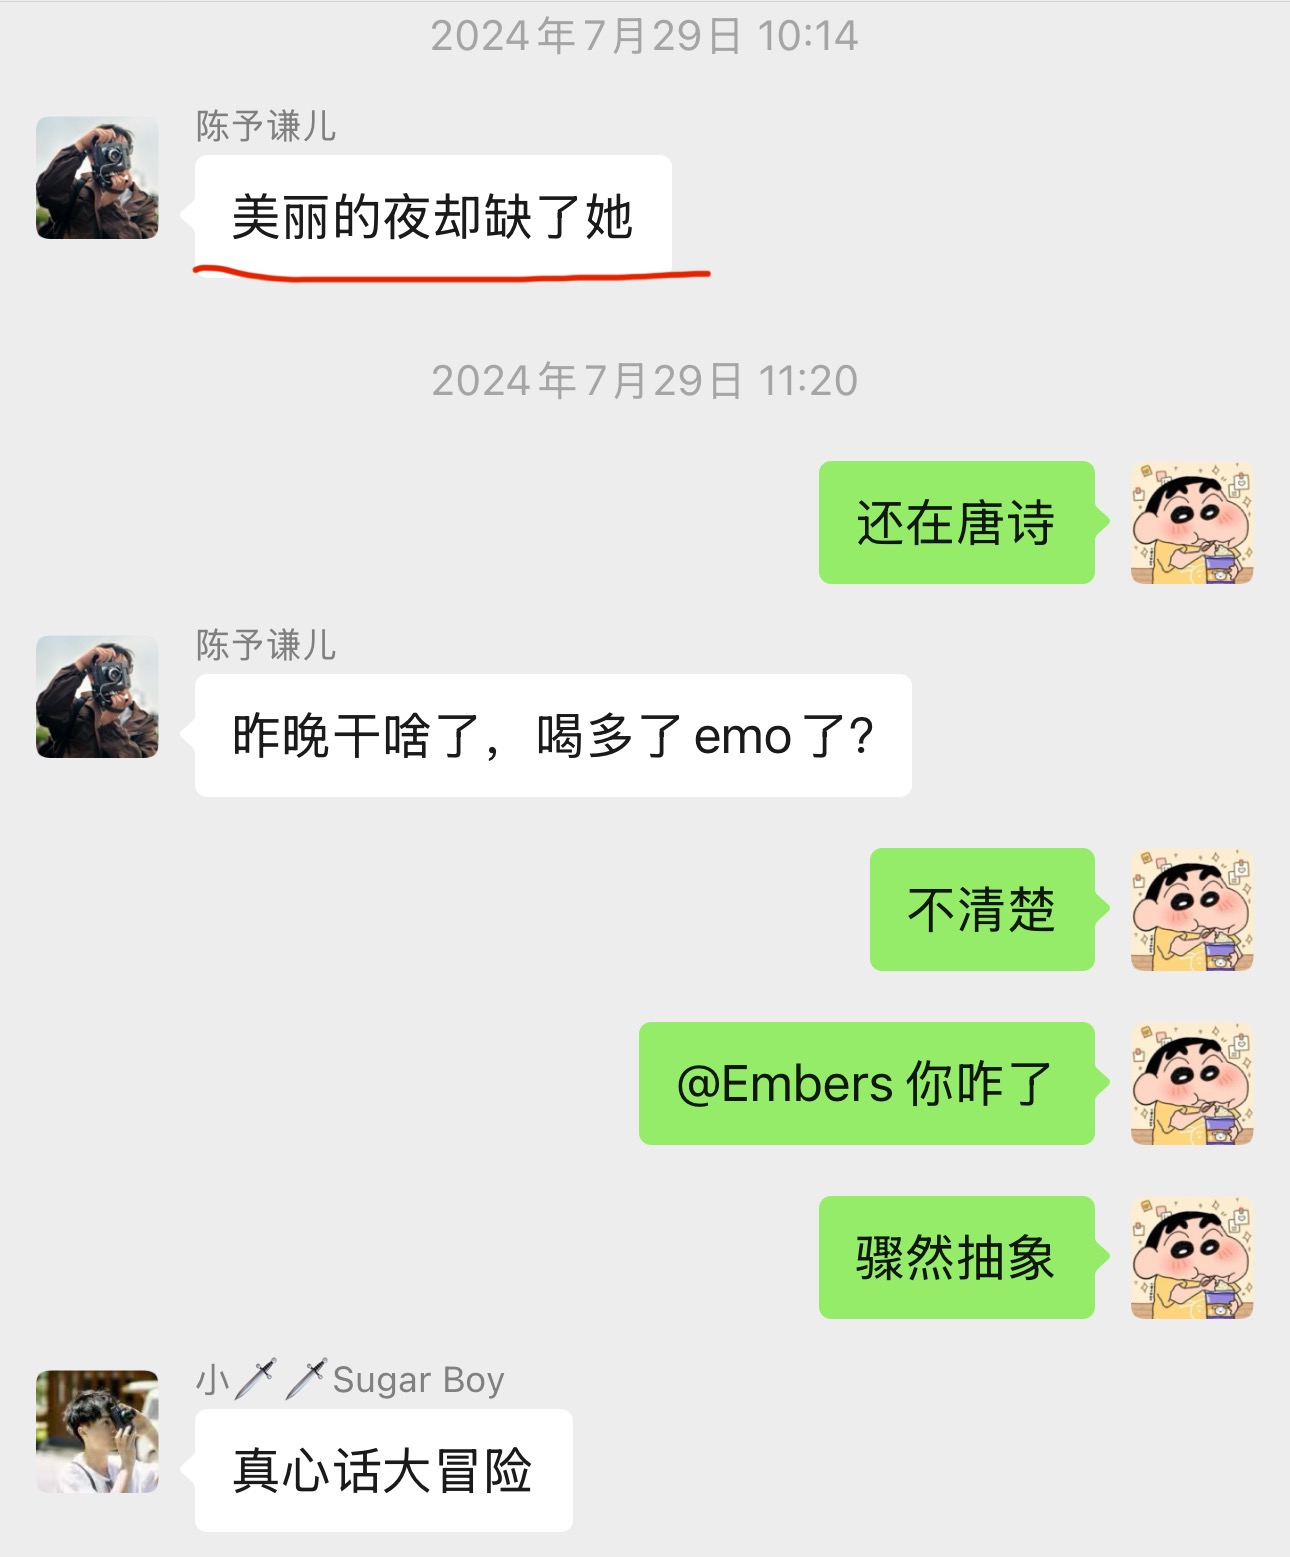 2024年7月29日 10:14
陈予谦儿
美丽的夜却缺了她
2024年7月29日 11:20
还在唐诗
陈予谦儿
昨晚干啥了，喝多了emo了?
不清楚
@Embers 你咋了
骤然抽象
小🗡️🗡️Sugar Boy
真心话大冒险